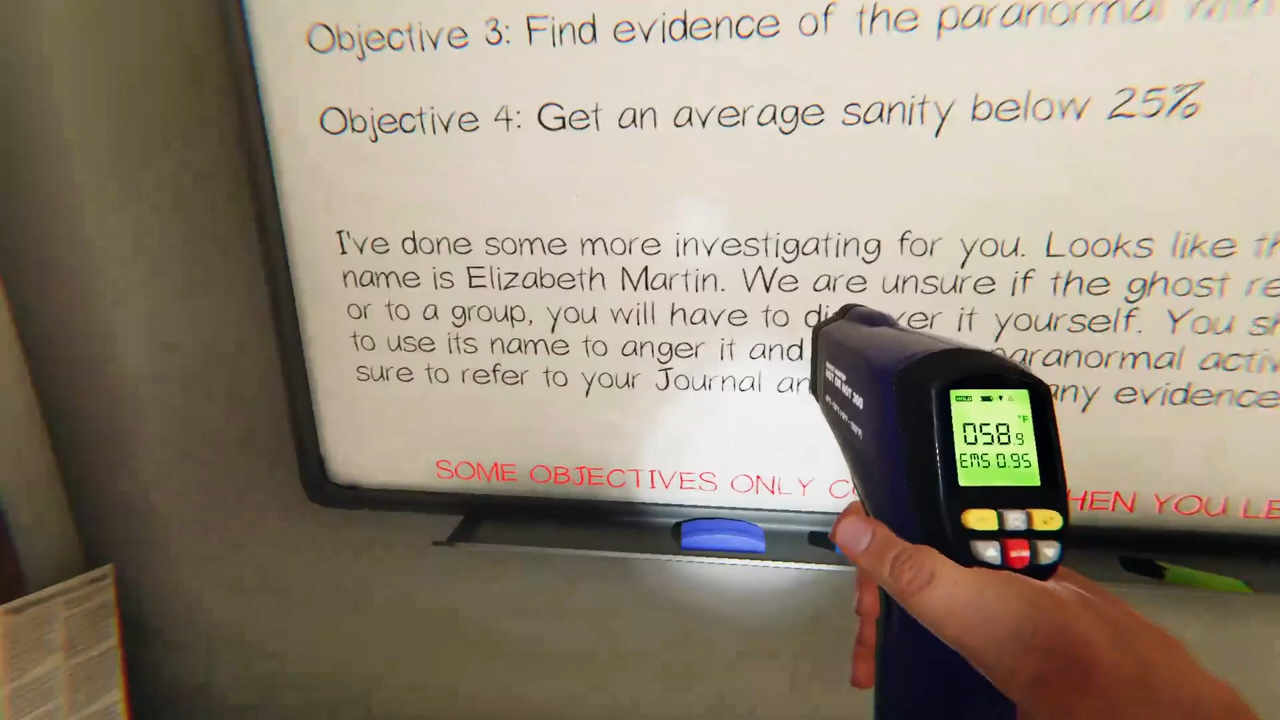 Objective 3: Find evidence of the paranormal with
Objective 4: Get an average sanity below 25%
I've done some more investigating for you. Looks like
name is Elizabeth Martin. We are unsure if the ghost
or to a group, you will have to it yourself. You
to use its name to anger it and paranormal
sure to refer to your Journal any evidence
SOME OBJECTIVES ONLY YOU
HOLD
°F
058.9
EMS 0.95